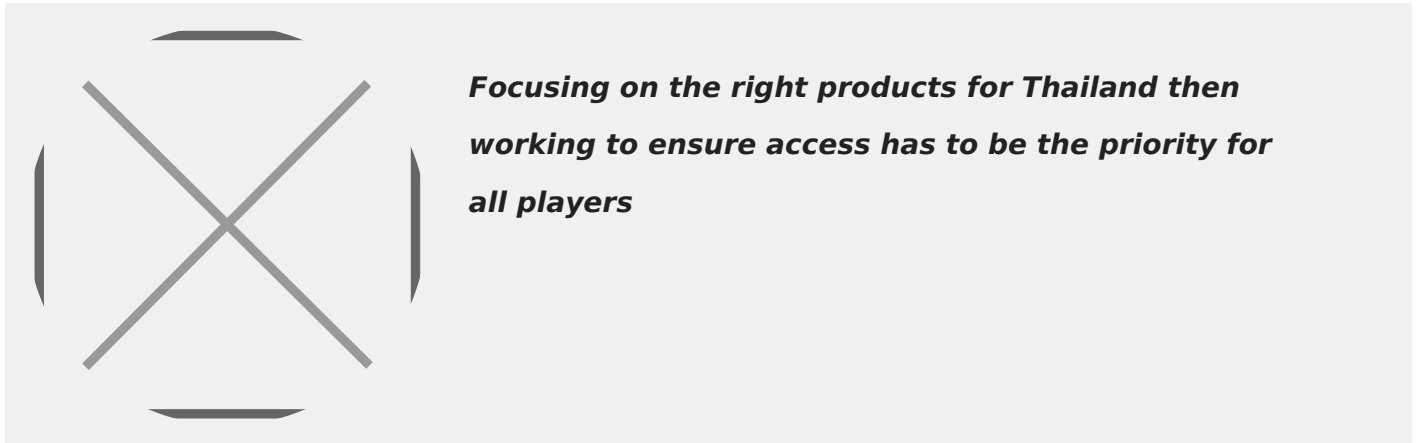 Focusing on the right products for Thailand then
working to ensure access has to be the priority for
all players